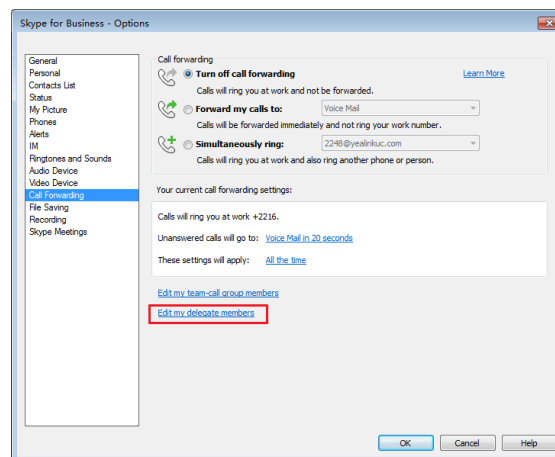 Skype for Business - Options
General
Personal
Contacts List
Status
My Picture
Phones
Alerts
IM
Ringtones and Sounds
Audio Device
Video Device
Call Forwarding
File Saving
Recording
Skype Meetings
Call forwarding
Turn off call forwarding
Learn More
Calls will ring you at work and not be forwarded.
Forward my calls to:
Voice Mail
Calls will be forwarded immediately and not ring your work number.
Simultaneously ring:
2248@yealinkuc.com
Calls will ring you at work and also ring another phone or person.
Your current call forwarding settings:
Calls will ring you at work +2216.
Unanswered calls will go to: Voice Mail in 20 seconds
These settings will apply: All the time
Edit my team-call group members
Edit my delegate members
OK
Cancel
Help